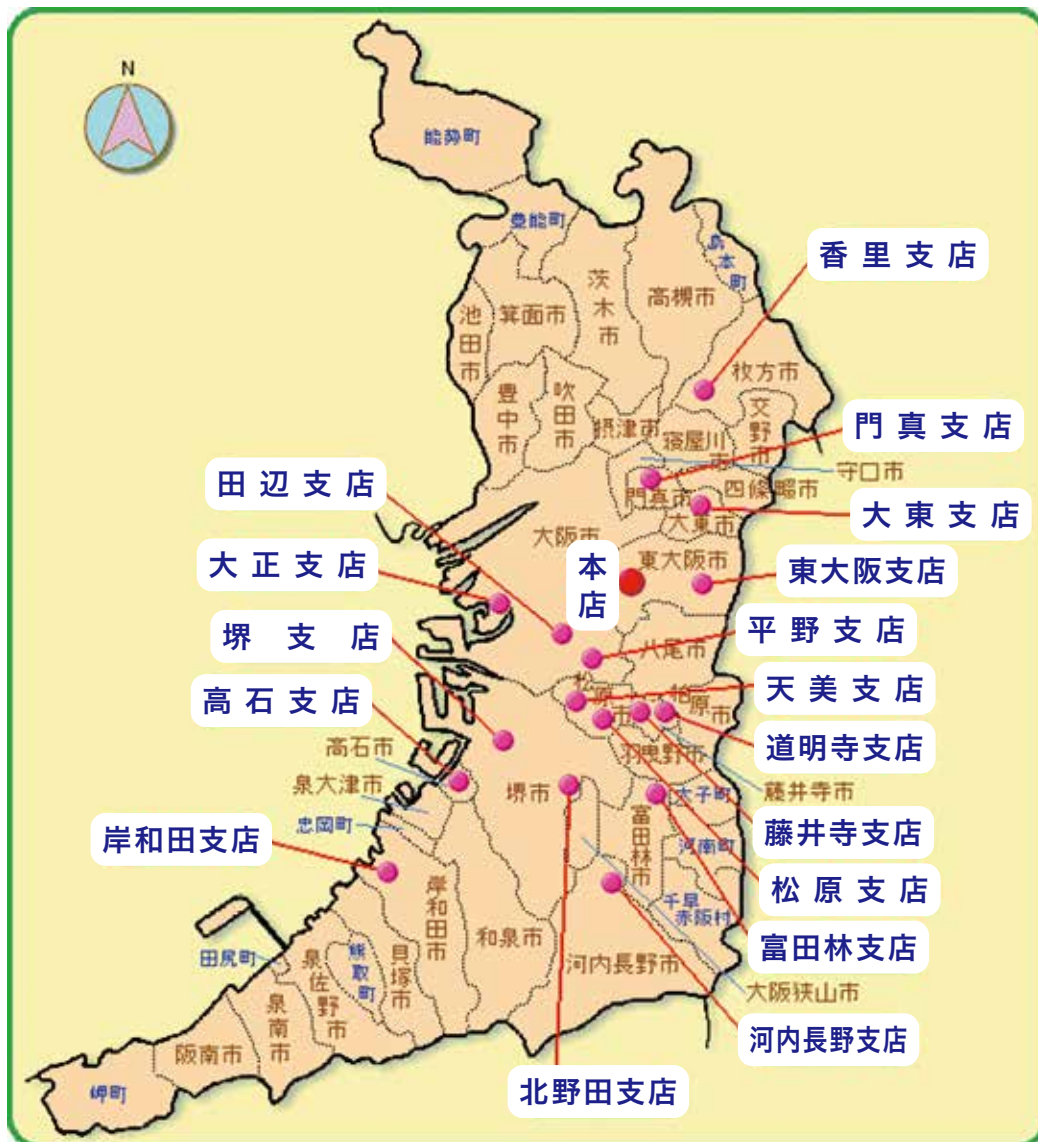 N
能勢町
豊能町
島本町
香里支店
茨木市
高槻市
池田市
箕面市
枚方市
豊中市
吹田市
交野市
摂津市
寝屋川市
門真支店
守口市
田辺支店
門真市
四條畷市
大東支店
大東市
大阪市
大正支店
本店
東大阪市
東大阪支店
堺支店
平野支店
八尾市
高石支店
松原市
柏原市
天美支店
道明寺支店
高石市
羽曳野市
泉大津市
堺市
太子町
藤井寺市
忠岡町
富田林市
藤井寺支店
岸和田支店
河南町
松原支店
岸和田市
千早
赤阪村
和泉市
富田林支店
田尻町
熊取町
貝塚市
泉佐野市
河内長野市
大阪狭山市
泉南市
河内長野支店
阪南市
北野田支店
岬町